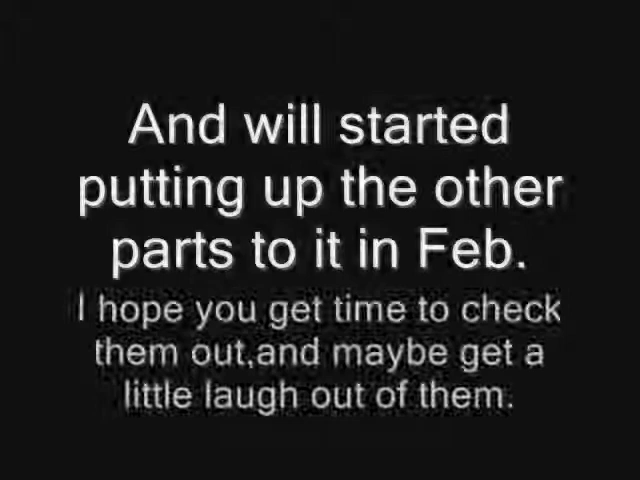 And will started
putting up the other
parts to it in Feb.
I hope you get time to check
them out,and maybe get a
little laugh out of them.